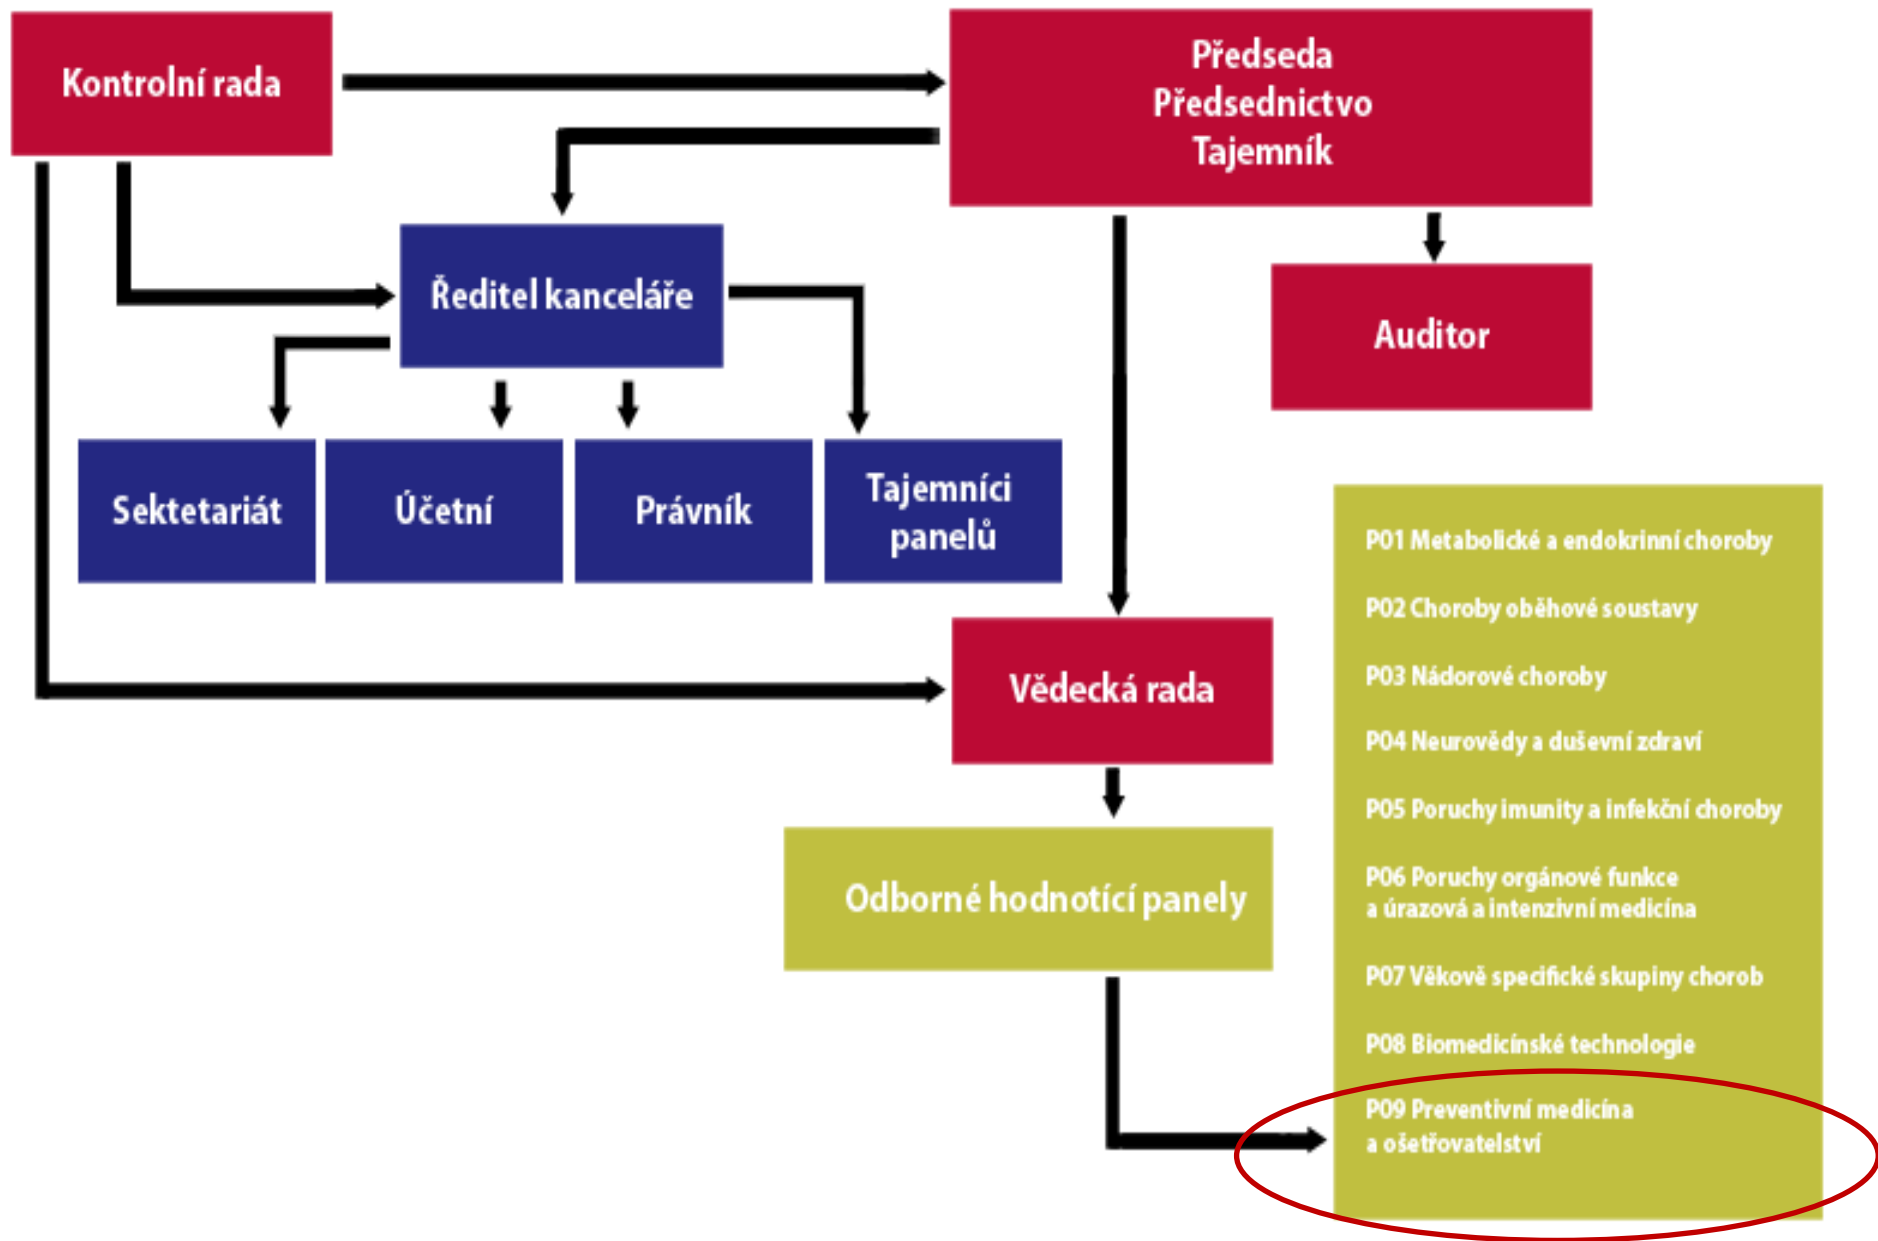 Kontrolní rada
Předseda
Předsednictvo
Tajemník
Ředitel kanceláře
Auditor
Sektetariát
Účetní
Právník
Tajemníci
panelů
Vědecká rada
Odborné hodnotící panely
P01 Metabolické a endokrinní choroby
P02 Choroby oběhové soustavy
P03 Nádorové choroby
P04 Neurovědy a duševní zdraví
P05 Poruchy imunity a infekční choroby
P06 Poruchy orgánové funkce
a úrazová a intenzivní medicína
P07 Věkově specifické skupiny chorob
P08 Biomedicínské technologie
P09 Preventivní medicína
a ošetřovatelství